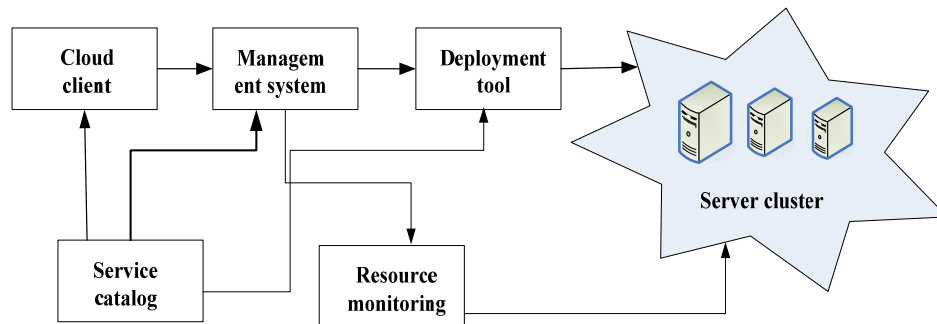 Cloud
client
Managem
ent system
Deployment
tool
Server cluster
Service
catalog
Resource
monitoring